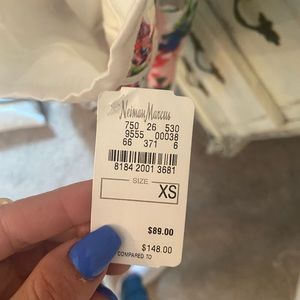 Neiman Marcus
750 26 530
9555 00038
66 371 6
8184 2001 3681
SIZE
XS
$89.00
$148.00
COMPARED TO